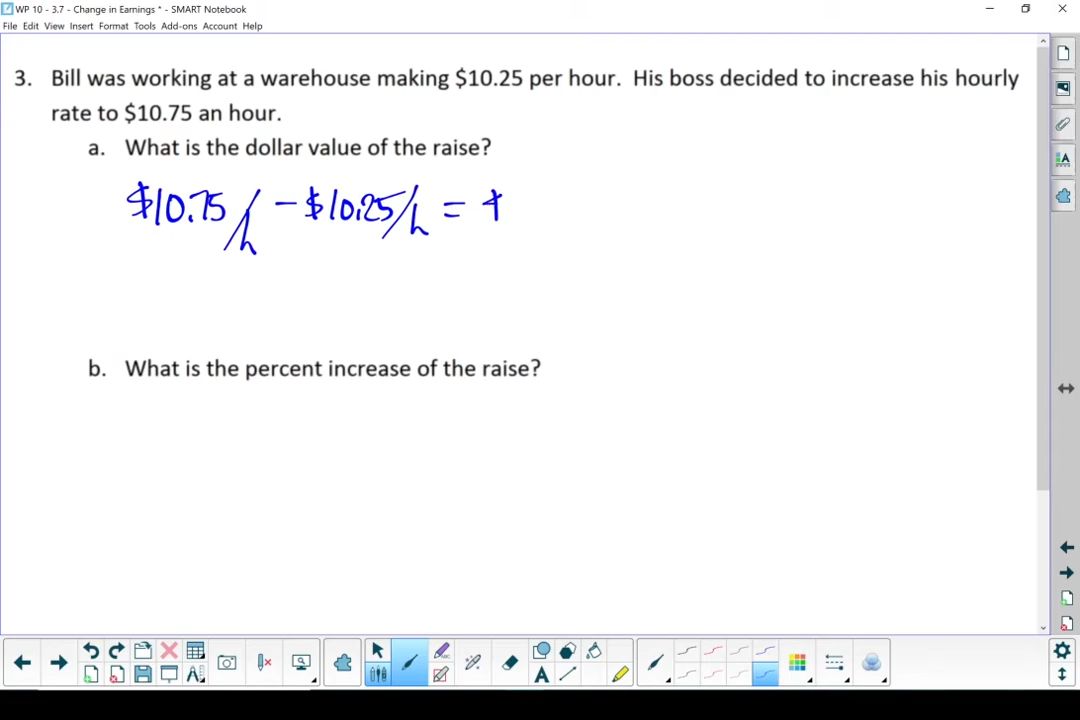 WP 10 - 3.7 - Change in Earnings * - SMART Notebook
File Edit View Insert Format Tools Add-ons Account Help
3. Bill was working at a warehouse making $10.25 per hour. His boss decided to increase his hourly
rate to $10.75 an hour.
a. What is the dollar value of the raise?
$10.75/h - $10.25/h =
b. What is the percent increase of the raise?